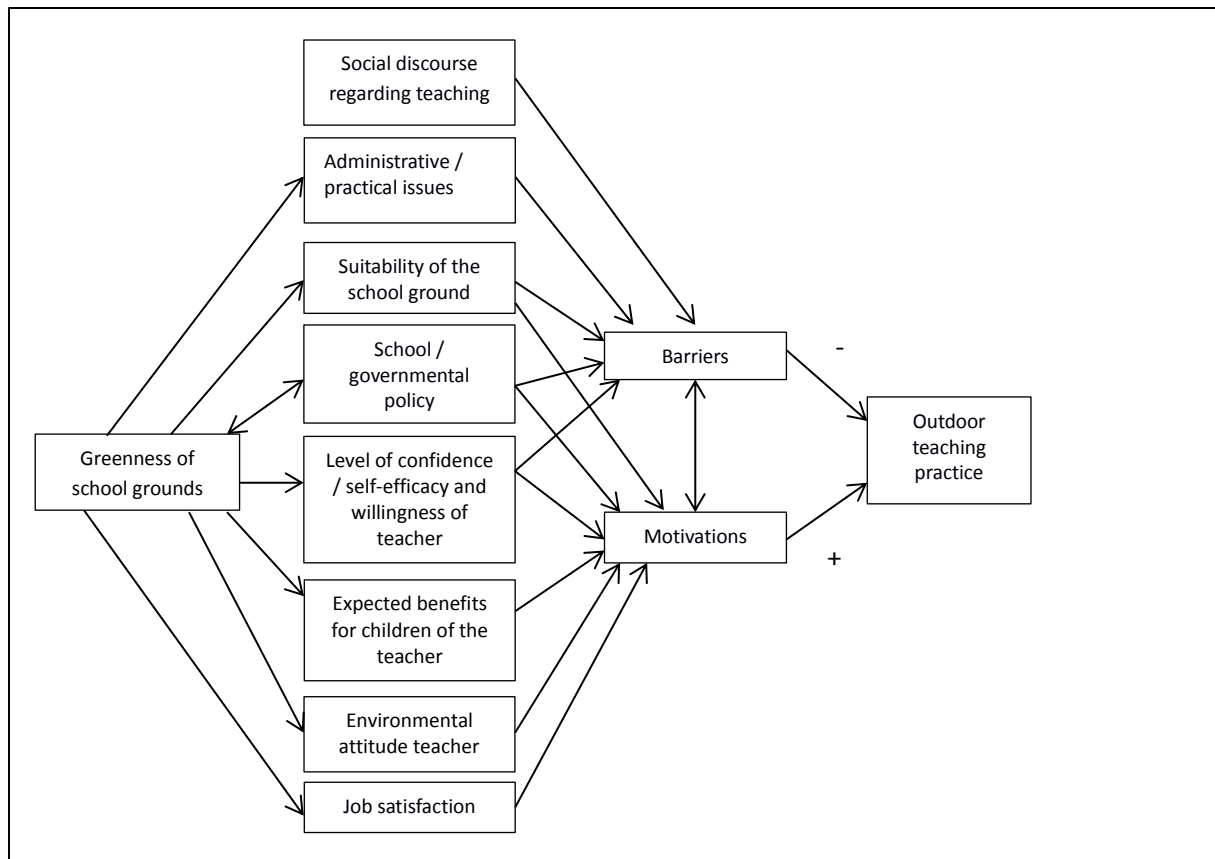 Social discourse
regarding teaching
Administrative /
practical issues
Suitability of the
school ground
School /
governmental
policy
Level of confidence
/ self-efficacy and
willingness of
teacher
Expected benefits
for children of the
teacher
Environmental
attitude teacher
Job satisfaction
Greenness of
school grounds
Barriers
Motivations
-
+
Outdoor
teaching
practice